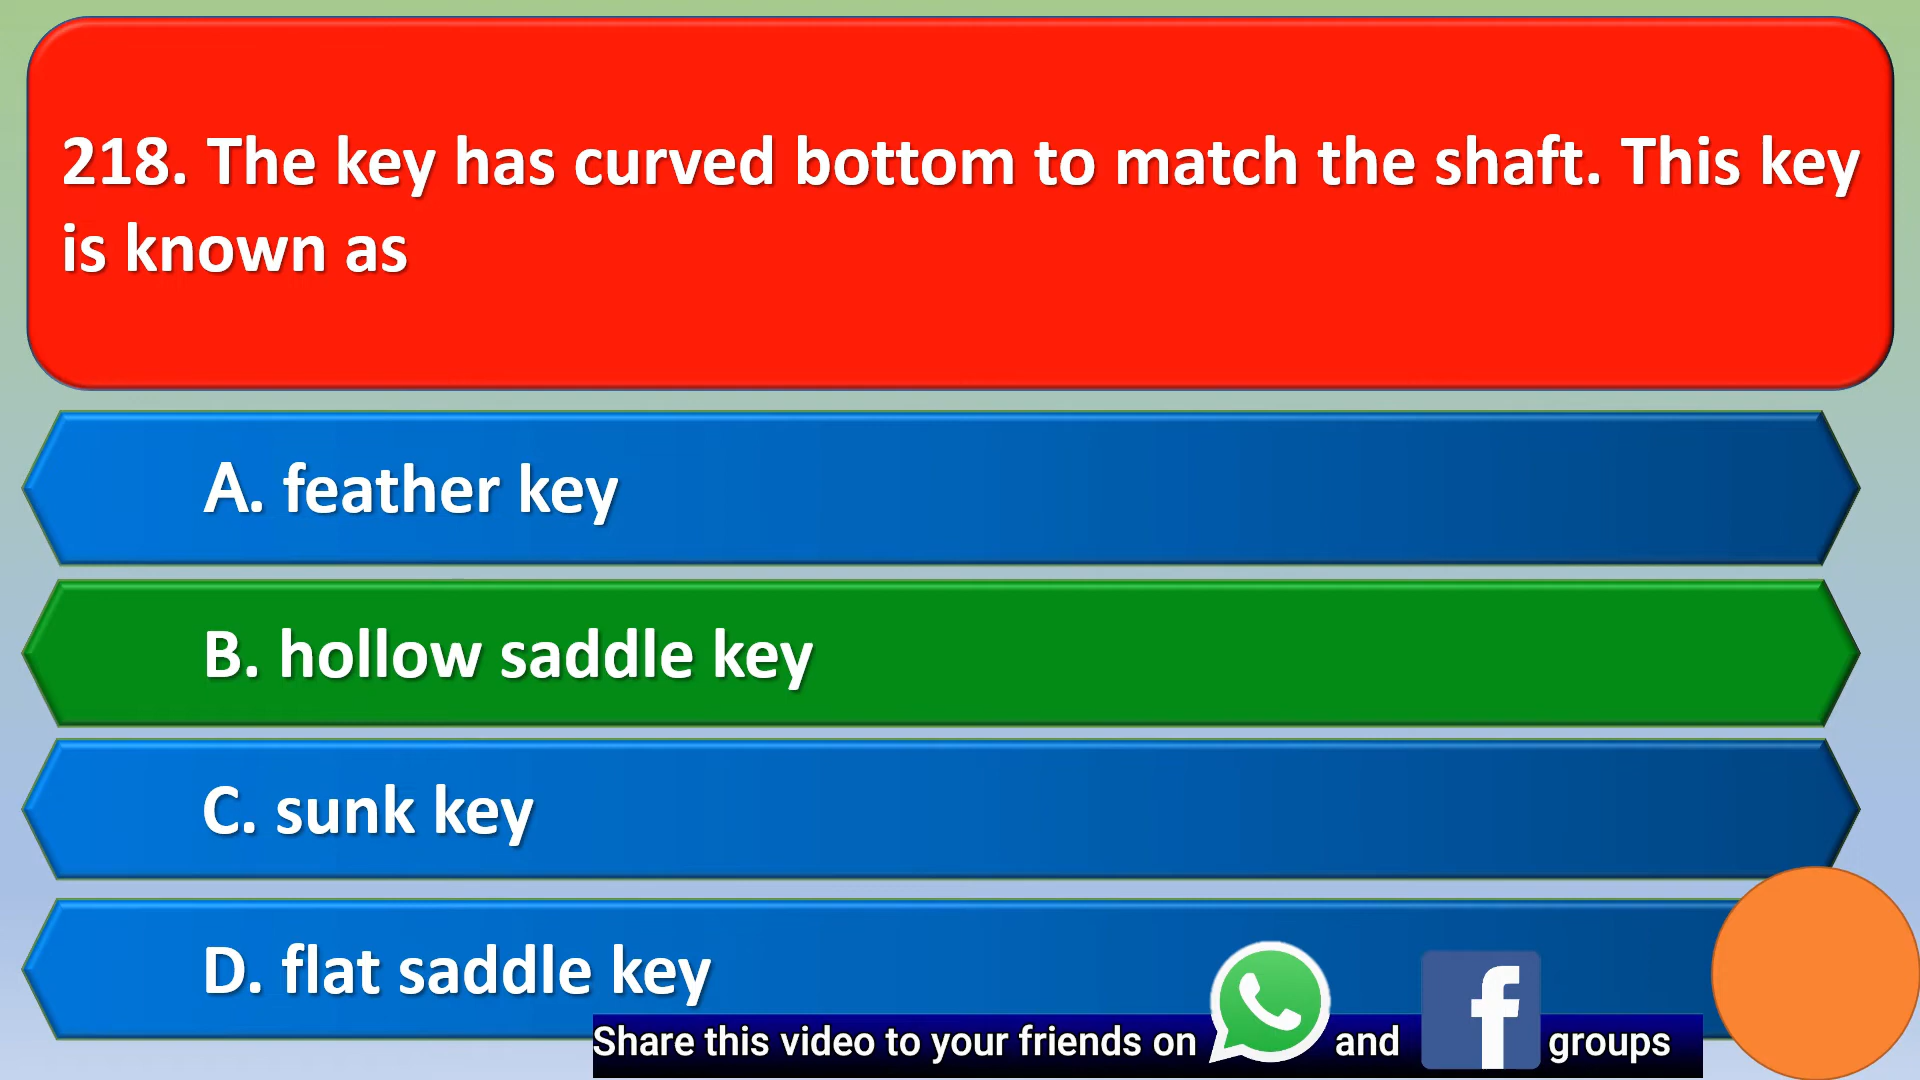 218. The key has curved bottom to match the shaft. This key
is known as
A. feather key
B. hollow saddle key
C. sunk key
D. flat saddle key
Share this video to your friends on and f groups